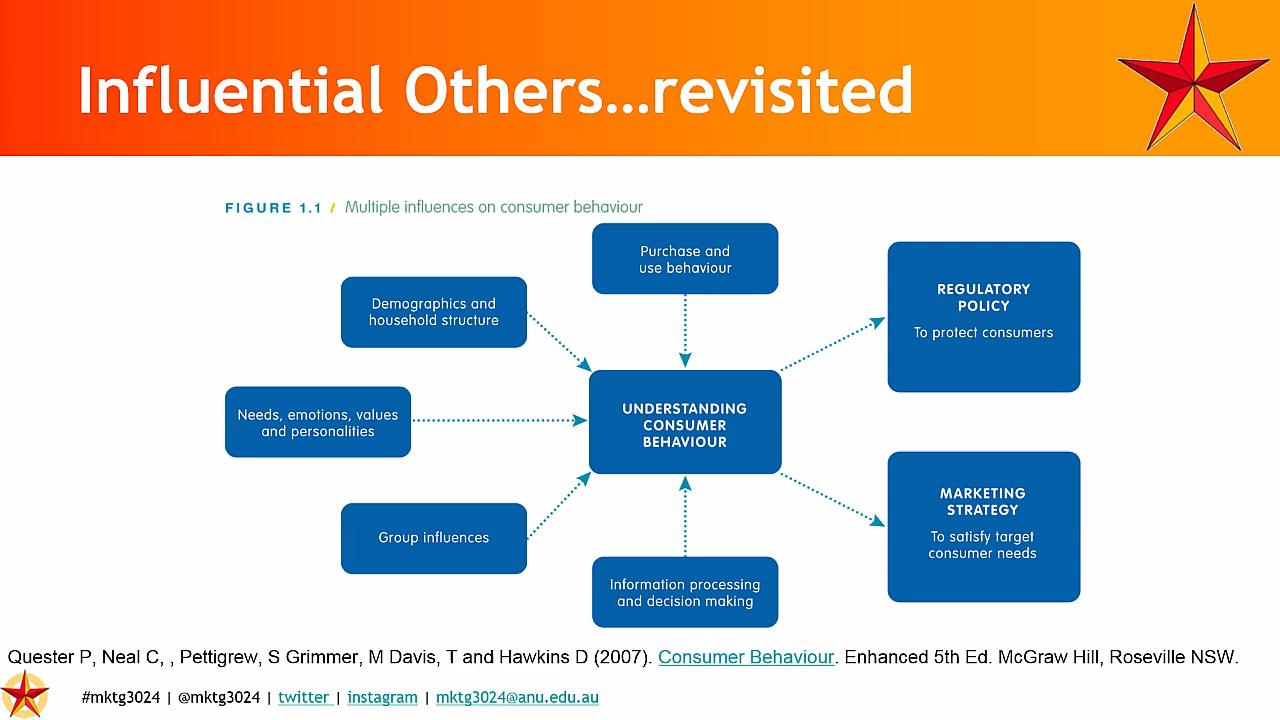 Influential Others...revisited
FIGURE 1.1 / Multiple influences on consumer behaviour
Purchase and
use behaviour
Demographics and
household structure
Needs, emotions, values
and personalities
Group influences
Information processing
and decision making
UNDERSTANDING
CONSUMER
BEHAVIOUR
REGULATORY
POLICY
To protect consumers
MARKETING
STRATEGY
To satisfy target
consumer needs
Quester P, Neal C, , Pettigrew, S Grimmer, M Davis, T and Hawkins D (2007). Consumer Behaviour. Enhanced 5th Ed. McGraw Hill, Roseville NSW.
#mktg3024 | @mktg3024 | twitter | instagram | mktg3024@anu.edu.au